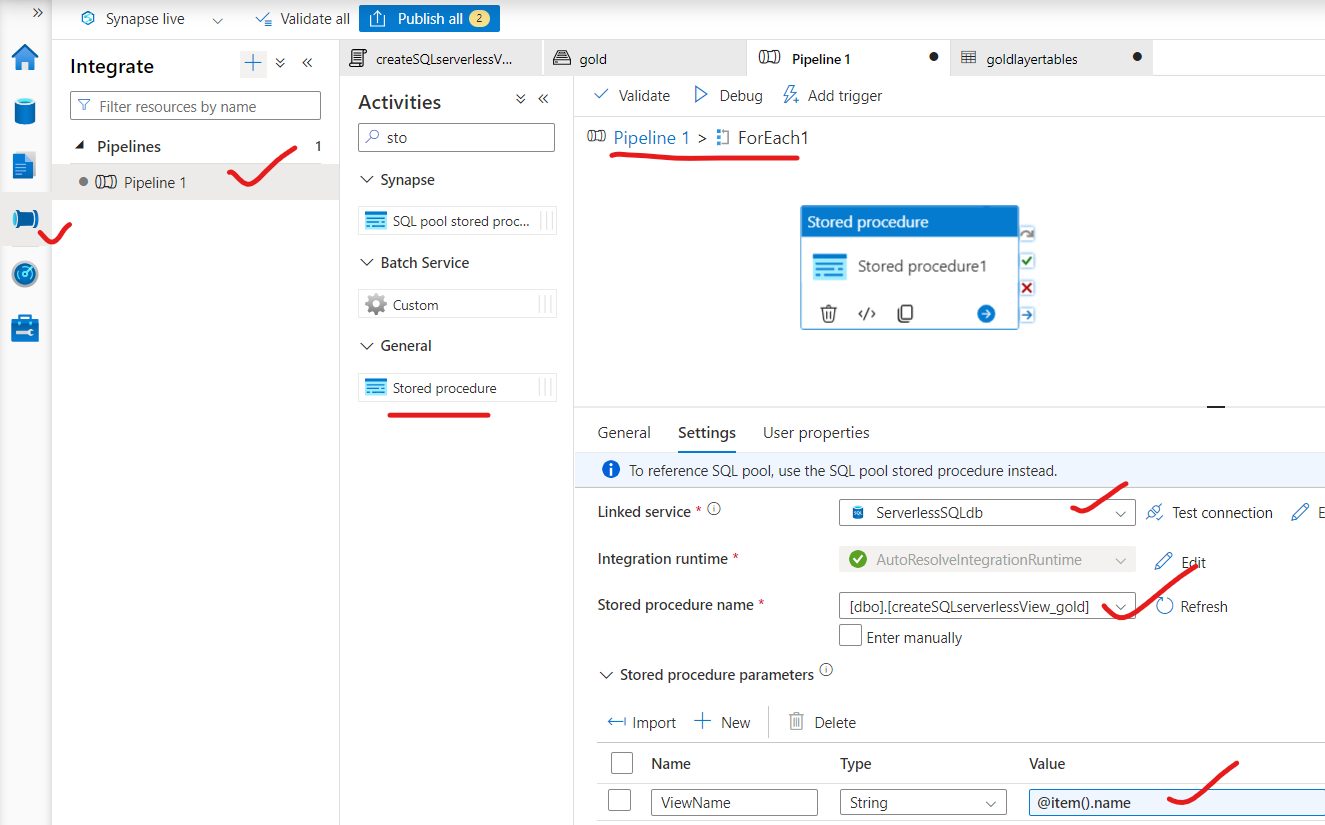 Synapse live
Validate all
Publish all 2
Integrate
Filter resources by name
Pipelines 1
Pipeline 1
createSQLserverlessV...
gold
Pipeline 1
goldlayertables
Activities
sto
Synapse
SQL pool stored proc...
Batch Service
Custom
General
Stored procedure
Validate
Debug
Add trigger
Pipeline 1 > ForEach1
Stored procedure
Stored procedure1
General
Settings
User properties
To reference SQL pool, use the SQL pool stored procedure instead.
Linked service *
SQL
ServerlessSQLdb
Test connection
E
Integration runtime *
AutoResolveIntegrationRuntime
Edit
Stored procedure name *
[dbo].[createSQLserverlessView_gold]
Refresh
Enter manually
Stored procedure parameters
Import
New
Delete
Name Type Value
ViewName String @item().name